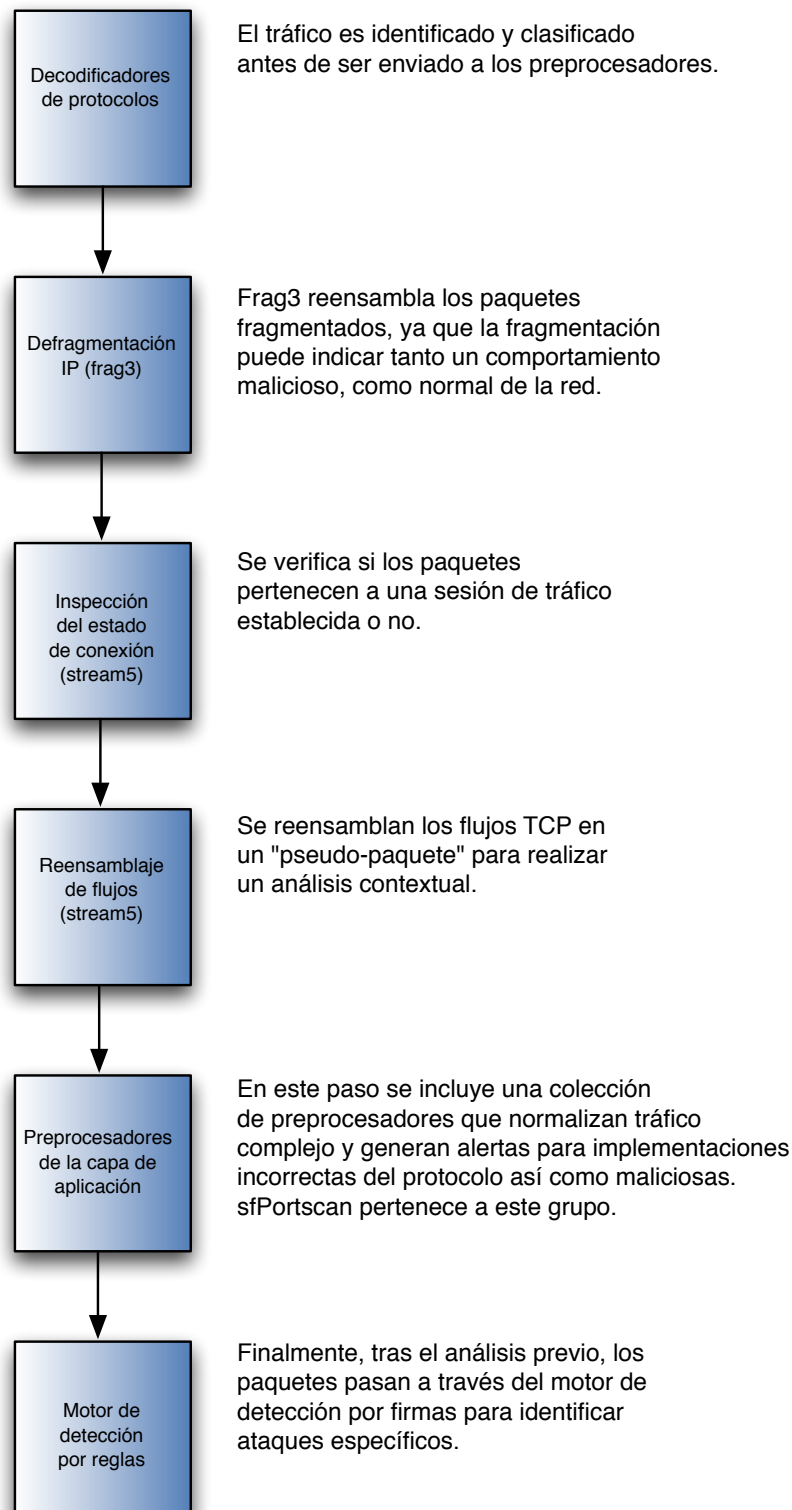 Decodificadores
de protocolos
El tráfico es identificado y clasificado
antes de ser enviado a los preprocesadores.
Defragmentación
IP (frag3)
Frag3 reensambla los paquetes
fragmentados, ya que la fragmentación
puede indicar tanto un comportamiento
malicioso, como normal de la red.
Inspección
del estado
de conexión
(stream5)
Se verifica si los paquetes
pertenecen a una sesión de tráfico
establecida o no.
Reensamblaje
de flujos
(stream5)
Se reensamblan los flujos TCP en
un "pseudo-paquete" para realizar
un análisis contextual.
Preprocesadores
de la capa de
aplicación
En este paso se incluye una colección
de preprocesadores que normalizan tráfico
complejo y generan alertas para implementaciones
incorrectas del protocolo así como maliciosas.
sfPortscan pertenece a este grupo.
Motor de
detección
por reglas
Finalmente, tras el análisis previo, los
paquetes pasan a través del motor de
detección por firmas para identificar
ataques específicos.